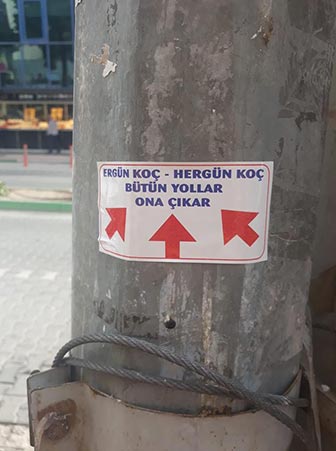 ERGÜN KOÇ - HERGÜN KOÇ
BÜTÜN YOLLAR
ONA ÇIKAR